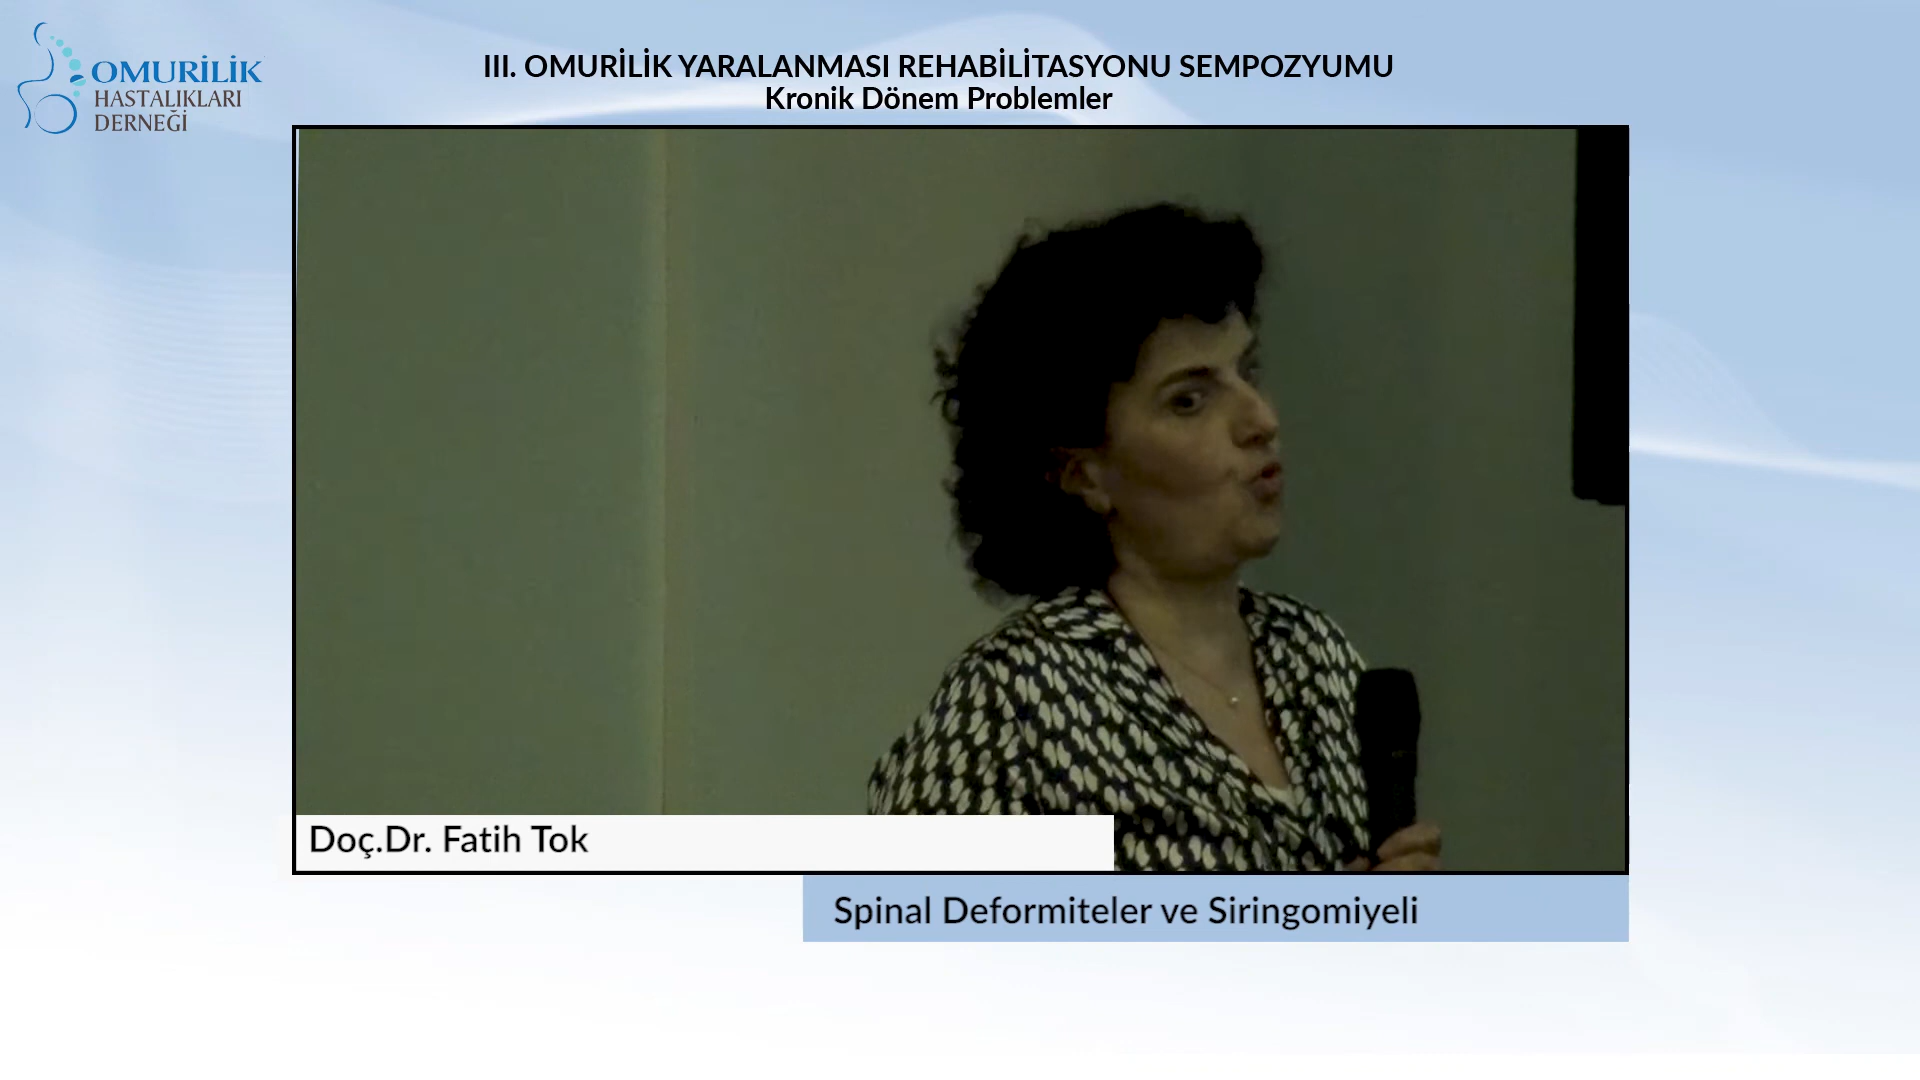 OMURİLİK
HASTALIKLARI
DERNEĞİ
III. OMURİLİK YARALANMASI REHABİLİTASYONU SEMPOZYUMU
Kronik Dönem Problemler
Doç.Dr. Fatih Tok
Spinal Deformiteler ve Siringomiyeli